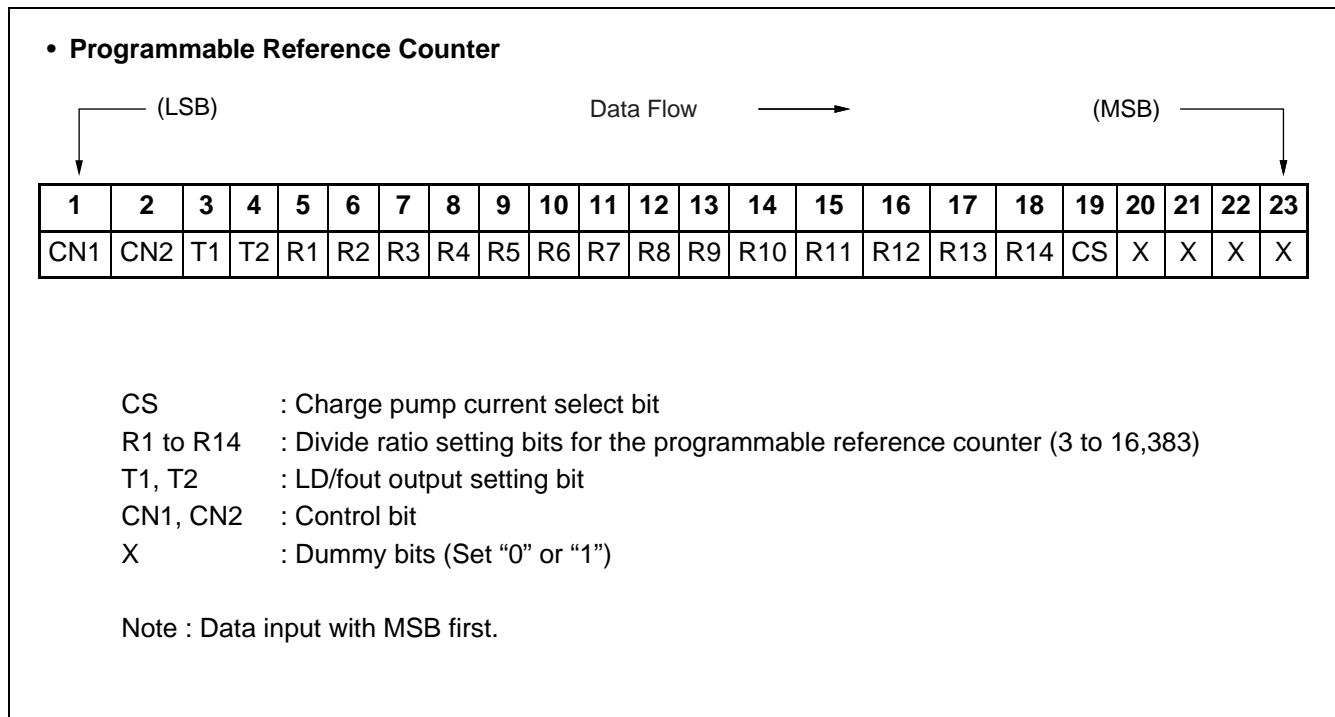 • Programmable Reference Counter
(LSB) Data Flow (MSB)
1 2 3 4 5 6 7 8 9 10 11 12 13 14 15 16 17 18 19 20 21 22 23
CN1 CN2 T1 T2 R1 R2 R3 R4 R5 R6 R7 R8 R9 R10 R11 R12 R13 R14 CS X X X X
CS : Charge pump current select bit
R1 to R14 : Divide ratio setting bits for the programmable reference counter (3 to 16,383)
T1, T2 : LD/fout output setting bit
CN1, CN2 : Control bit
X : Dummy bits (Set “0” or “1”)
Note : Data input with MSB first.